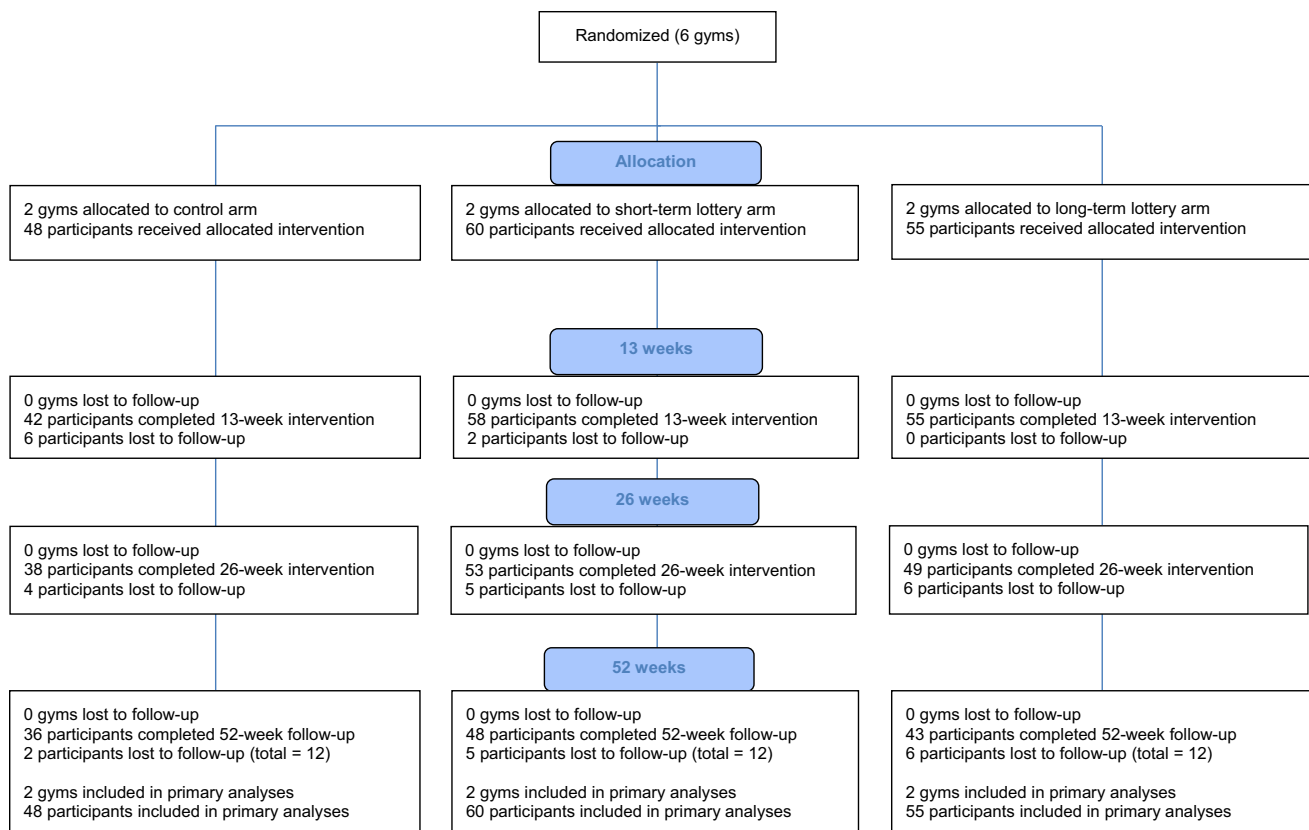 Randomized (6 gyms)
Allocation
2 gyms allocated to control arm
48 participants received allocated intervention
2 gyms allocated to short-term lottery arm
60 participants received allocated intervention
2 gyms allocated to long-term lottery arm
55 participants received allocated intervention
13 weeks
0 gyms lost to follow-up
42 participants completed 13-week intervention
6 participants lost to follow-up
0 gyms lost to follow-up
58 participants completed 13-week intervention
2 participants lost to follow-up
0 gyms lost to follow-up
55 participants completed 13-week intervention
0 participants lost to follow-up
26 weeks
0 gyms lost to follow-up
38 participants completed 26-week intervention
4 participants lost to follow-up
0 gyms lost to follow-up
53 participants completed 26-week intervention
5 participants lost to follow-up
0 gyms lost to follow-up
49 participants completed 26-week intervention
6 participants lost to follow-up
52 weeks
0 gyms lost to follow-up
36 participants completed 52-week follow-up
2 participants lost to follow-up (total = 12)
2 gyms included in primary analyses
48 participants included in primary analyses
0 gyms lost to follow-up
48 participants completed 52-week follow-up
5 participants lost to follow-up (total = 12)
2 gyms included in primary analyses
60 participants included in primary analyses
0 gyms lost to follow-up
43 participants completed 52-week follow-up
6 participants lost to follow-up (total = 12)
2 gyms included in primary analyses
55 participants included in primary analyses